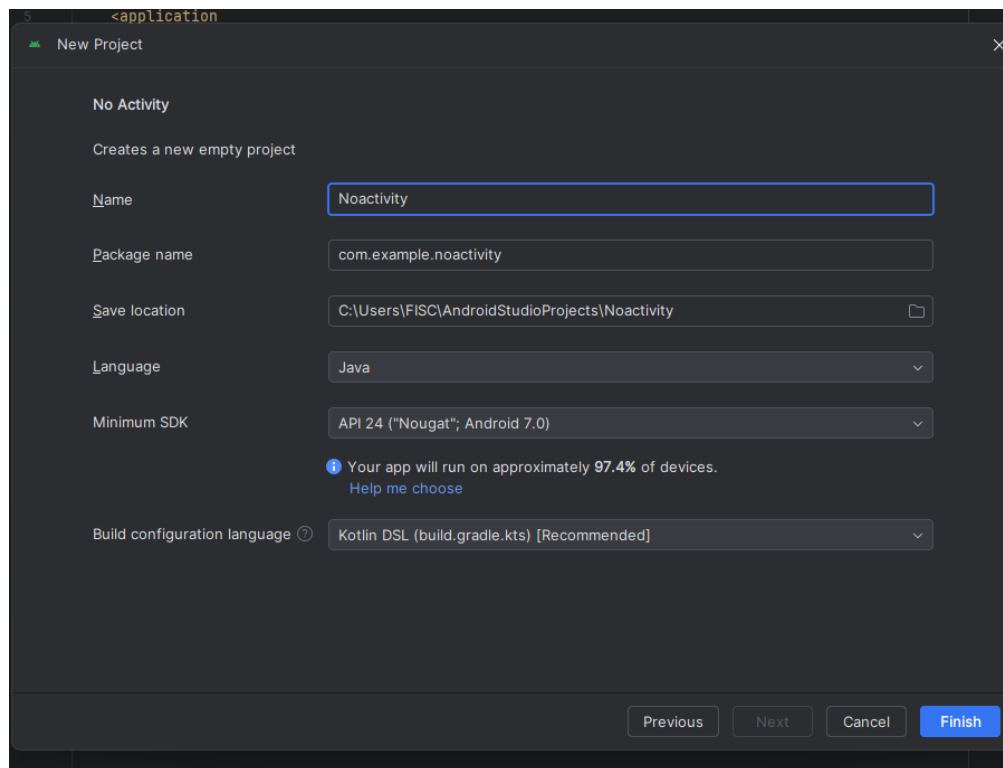 5 <application
New Project
No Activity
Creates a new empty project
Name Noactivity
Package name com.example.noactivity
Save location C:\Users\FISC\AndroidStudioProjects\Noactivity
Language Java
Minimum SDK API 24 ("Nougat"; Android 7.0)
Your app will run on approximately 97.4% of devices.
Help me choose
Build configuration language ? Kotlin DSL (build.gradle.kts) [Recommended]
Previous Next Cancel Finish